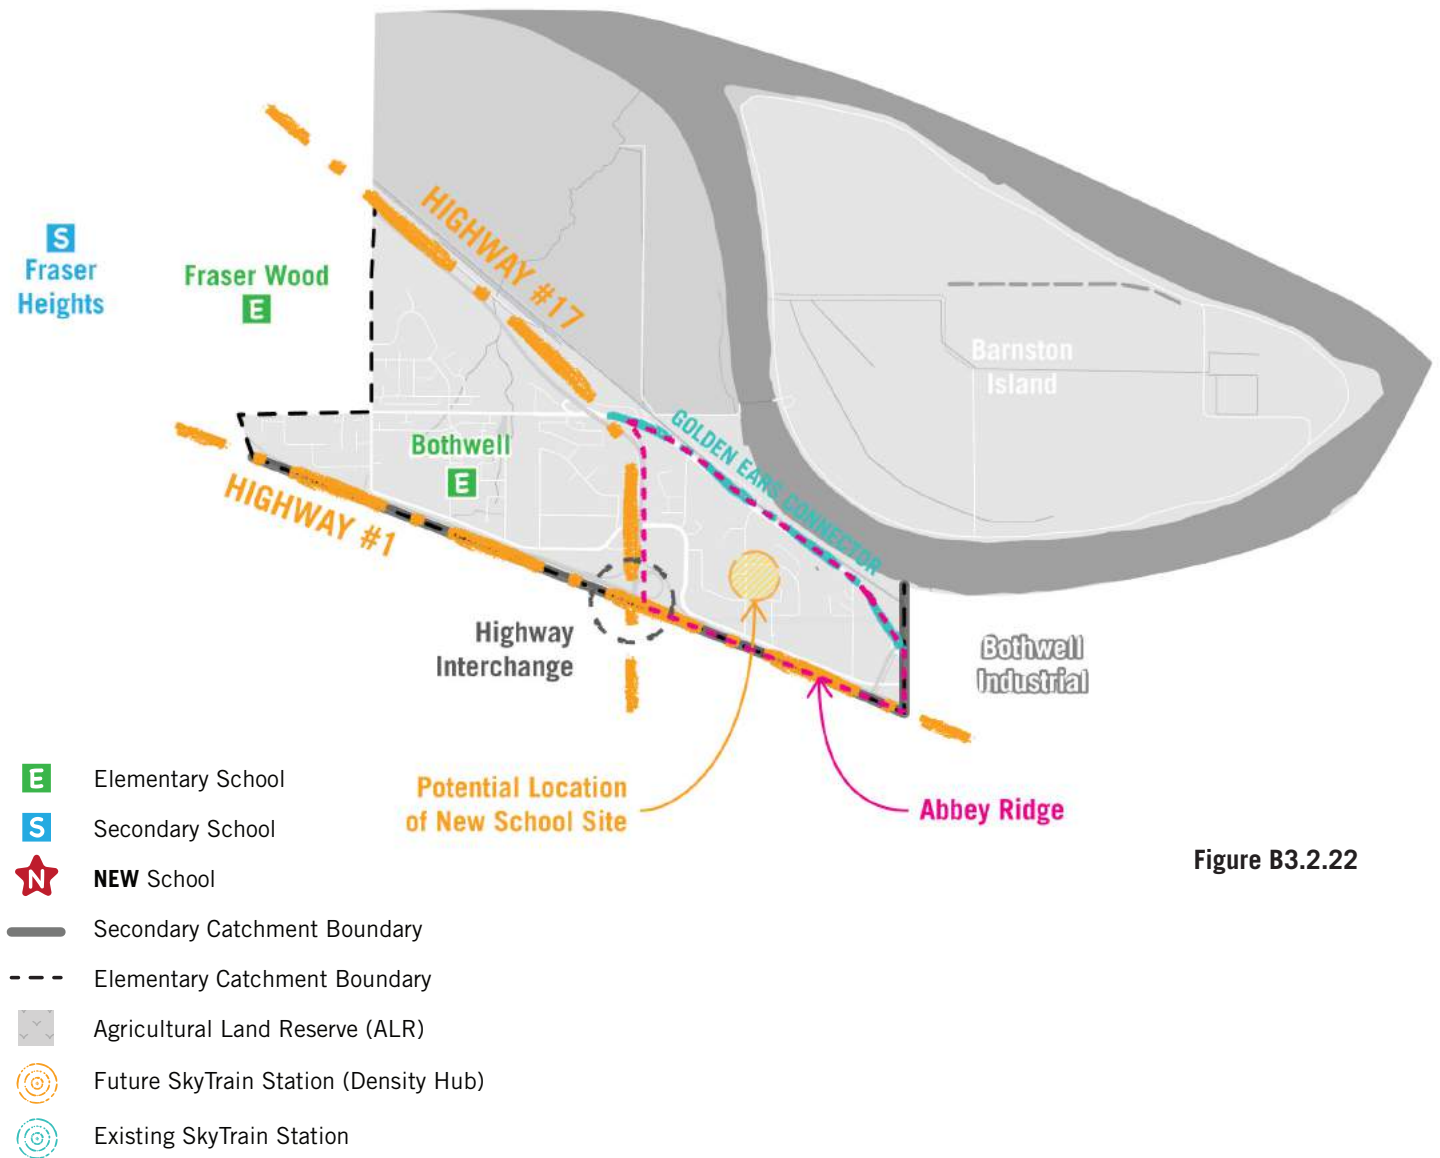 HIGHWAY #17
S
Fraser
Heights
Fraser Wood
E
Barnston
Island
GOLDEN EARS CONNECTOR
Bothwell
E
HIGHWAY #1
Highway
Interchange
Bothwell
Industrial
Potential Location
of New School Site
Abbey Ridge
Figure B3.2.22
E Elementary School
S Secondary School
N NEW School
Secondary Catchment Boundary
Elementary Catchment Boundary
Agricultural Land Reserve (ALR)
Future SkyTrain Station (Density Hub)
Existing SkyTrain Station